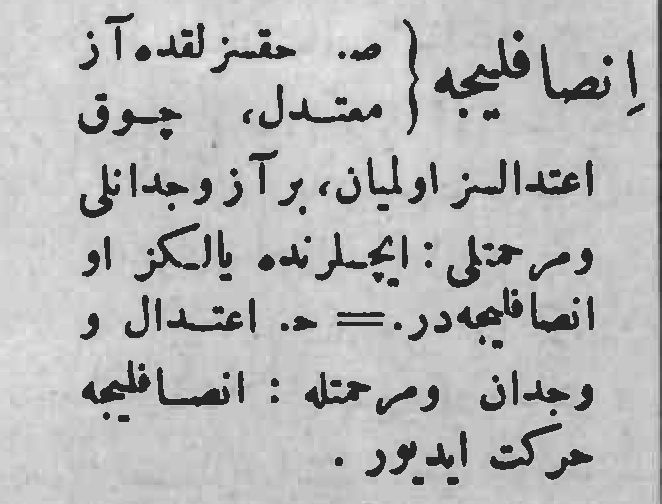 اِنصافليجه { ص. حقسزلقده آز
معتدل، چوق
اعتدالسز اولميان، بر آز وجدانلى
ومرحمتلى : ايچلرنده يالكز او
انصافليجه‌در. = ح. اعتدال و
وجدان ومرحمتله : انصافليجه
حركت ايديور .